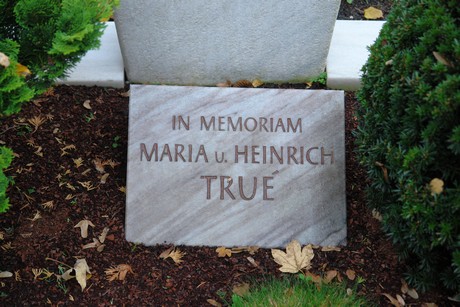 IN MEMORIAM
MARIA U. HEINRICH
TRUÉ